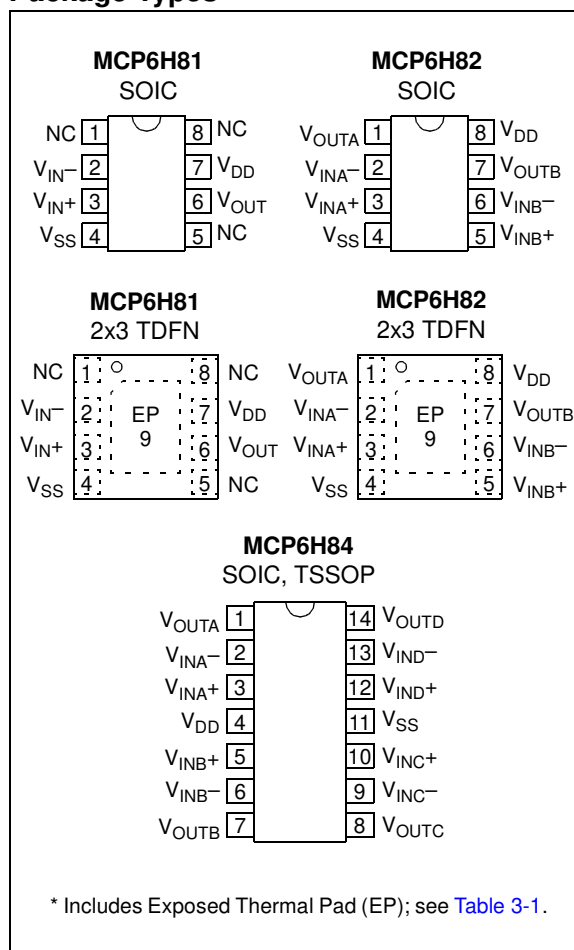 Package Types
MCP6H81
SOIC
NC 1 8 NC
VIN– 2 7 VDD
VIN+ 3 6 VOUT
VSS 4 5 NC
MCP6H82
SOIC
VOUTA 1 8 VDD
VINA– 2 7 VOUTB
VINA+ 3 6 VINB–
VSS 4 5 VINB+
MCP6H81
2x3 TDFN
NC 1 8 NC
VIN– 2 EP 7 VDD
VIN+ 3 9 6 VOUT
VSS 4 5 NC
MCP6H82
2x3 TDFN
VOUTA 1 8 VDD
VINA– 2 EP 7 VOUTB
VINA+ 3 9 6 VINB–
VSS 4 5 VINB+
MCP6H84
SOIC, TSSOP
VOUTA 1 14 VOUTD
VINA– 2 13 VIND–
VINA+ 3 12 VIND+
VDD 4 11 VSS
VINB+ 5 10 VINC+
VINB– 6 9 VINC–
VOUTB 7 8 VOUTC
* Includes Exposed Thermal Pad (EP); see Table 3-1.